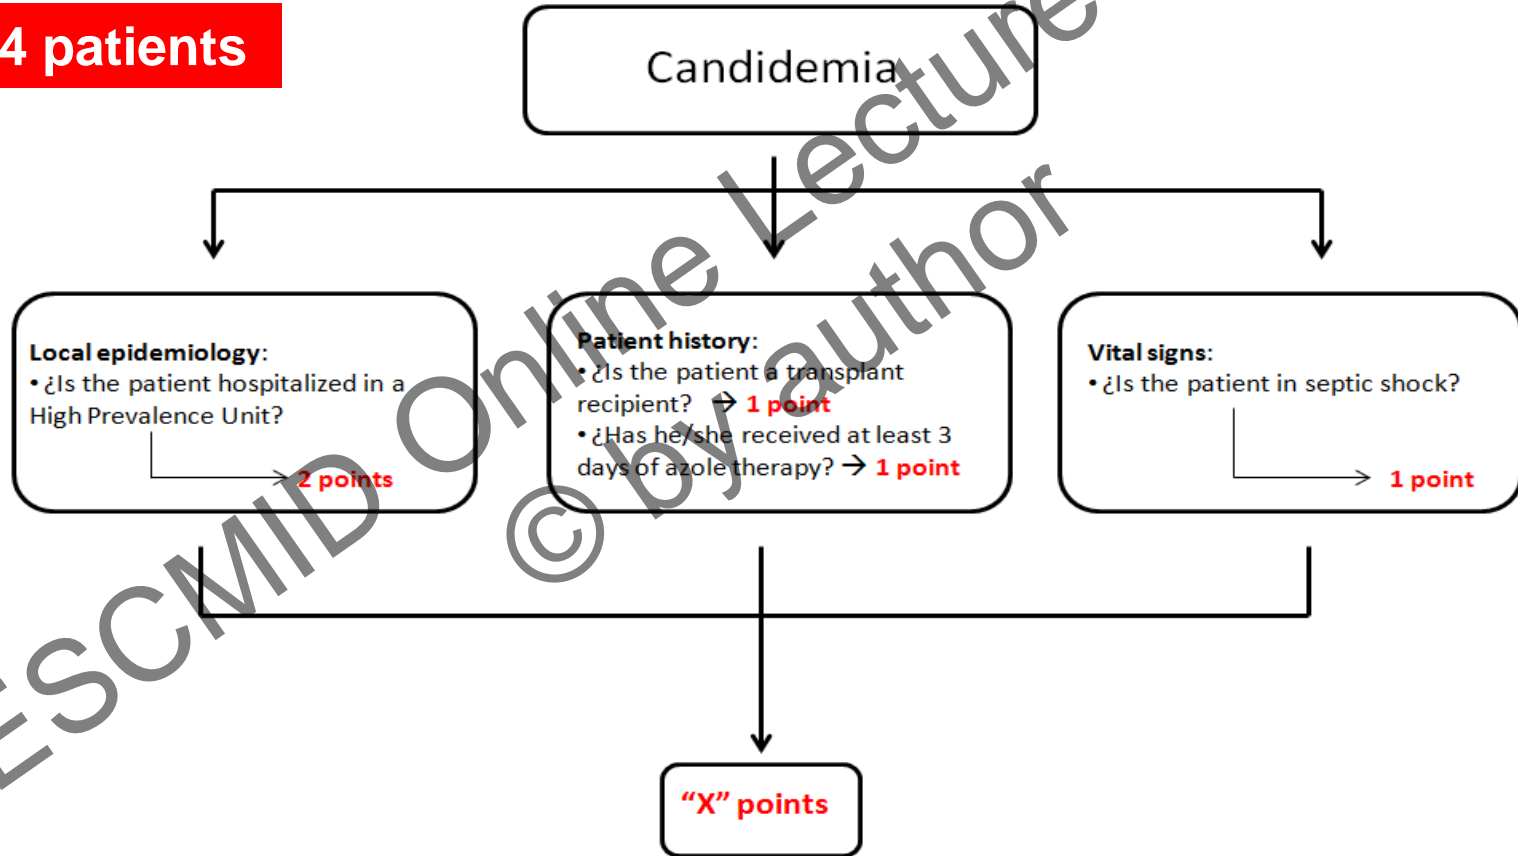 4 patients
Candidemia
Local epidemiology:
• ¿Is the patient hospitalized in a
High Prevalence Unit?
2 points
Patient history:
• ¿Is the patient a transplant
recipient? → 1 point
• ¿Has he/she received at least 3
days of azole therapy? → 1 point
Vital signs:
• ¿Is the patient in septic shock?
1 point
“X” points
ESCMID Online Lecture
© by author